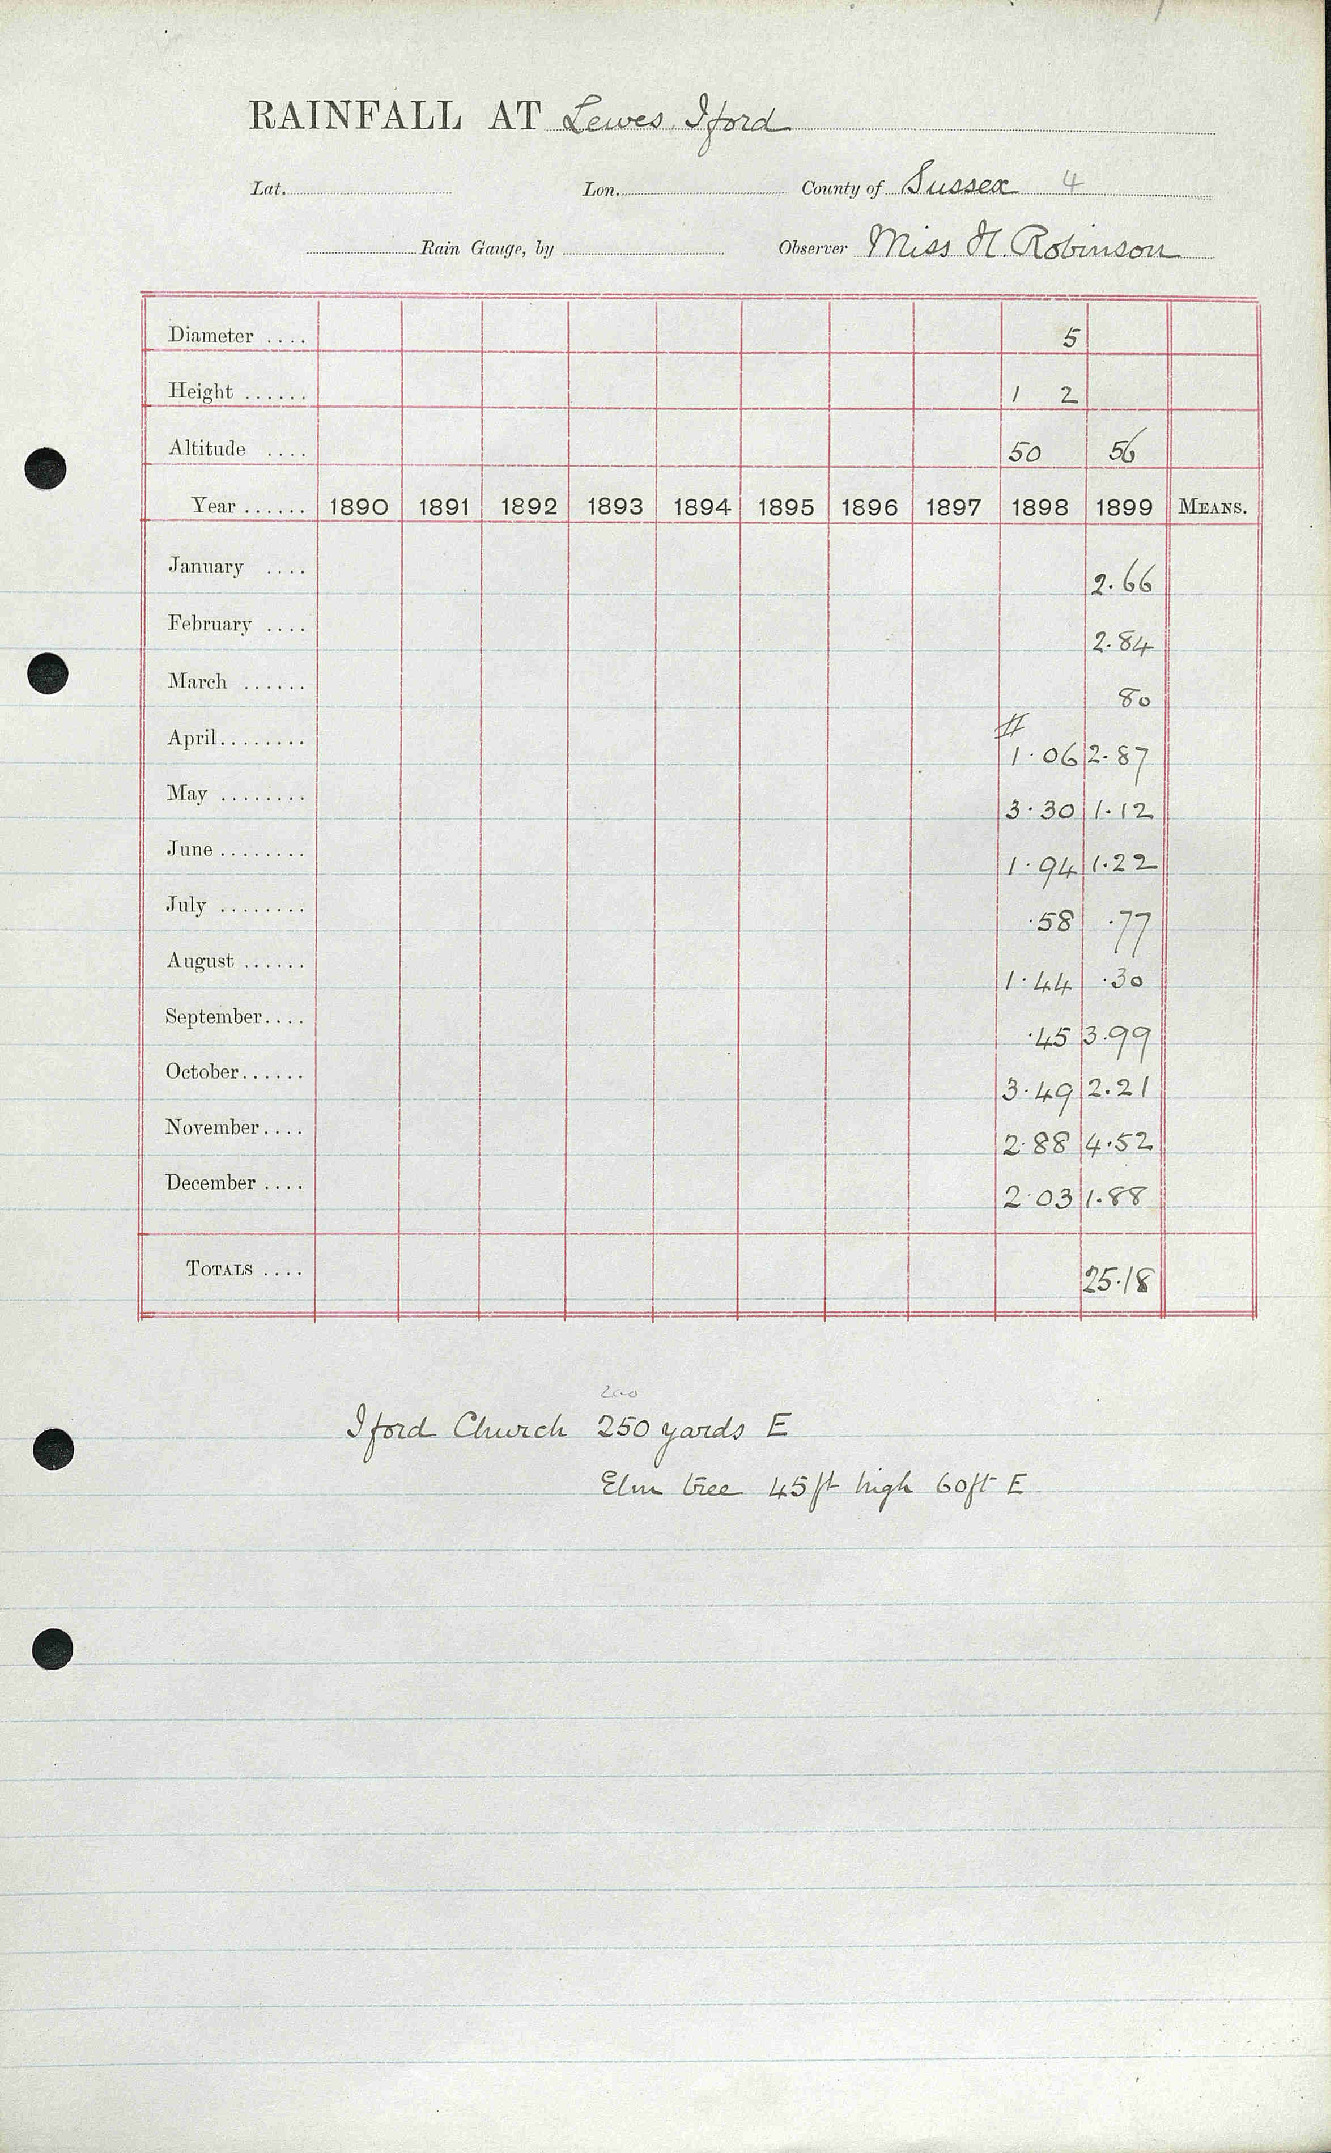 RAINFALL AT Lewes, Iford
Lat. Lon. County of Sussex 4
Rain Gauge, by Observer Miss H. Robinson
Diameter .... 5
Height ...... 1 2
Altitude .... 50 56
Year ...... 1890 1891 1892 1893 1894 1895 1896 1897 1898 1899 MEANS.
January .... 2.66
February .... 2.84
March ...... 80
#
April........ 1.06 2.87
May ........ 3.30 1.12
June ........ 1.94 1.22
July ........ .58 .77
August ...... 1.44 .30
September.... .45 3.99
October...... 3.49 2.21
November.... 2.88 4.52
December .... 2.03 1.88
TOTALS .... 25.18
200
Iford Church 250 yards E
Elm tree 45ft high 60ft E